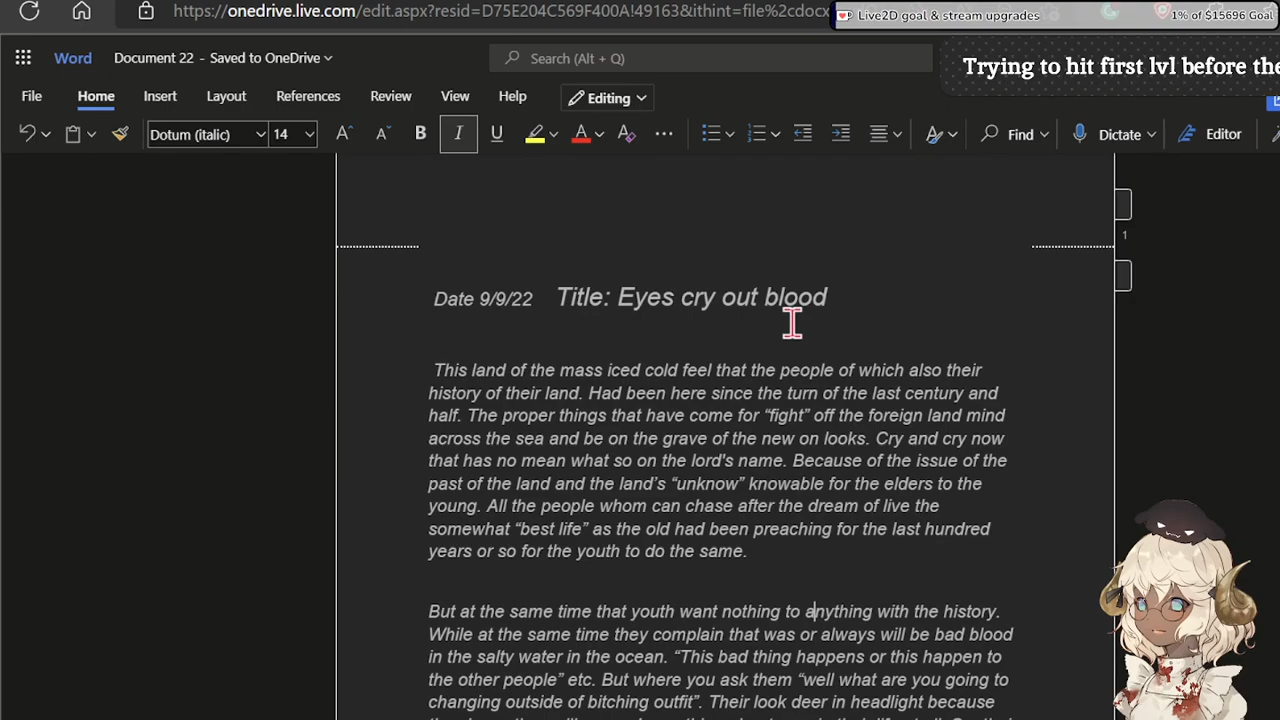 https://onedrive.live.com/edit.aspx?resid=D75E204C569F400A!49163&ithint=file%2cdocx
Live2D goal & stream upgrades
1% of $15696 Goal
Word
Document 22 - Saved to OneDrive
Search (Alt + Q)
Trying to hit first lvl before the
File
Home
Insert
Layout
References
Review
View
Help
Editing
Dotum (italic)
14
B
I
U
A
Find
Dictate
Editor
1
Date 9/9/22 Title: Eyes cry out blood
This land of the mass iced cold feel that the people of which also their
history of their land. Had been here since the turn of the last century and
half. The proper things that have come for “fight” off the foreign land mind
across the sea and be on the grave of the new on looks. Cry and cry now
that has no mean what so on the lord's name. Because of the issue of the
past of the land and the land’s “unknow” knowable for the elders to the
young. All the people whom can chase after the dream of live the
somewhat “best life” as the old had been preaching for the last hundred
years or so for the youth to do the same.
But at the same time that youth want nothing to anything with the history.
While at the same time they complain that was or always will be bad blood
in the salty water in the ocean. “This bad thing happens or this happen to
the other people” etc. But where you ask them “well what are you going to
changing outside of bitching outfit”. Their look deer in headlight because